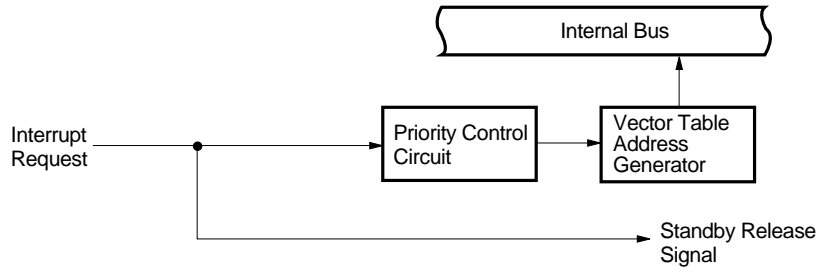 Internal Bus
Interrupt
Request
Priority Control
Circuit
Vector Table
Address
Generator
Standby Release
Signal